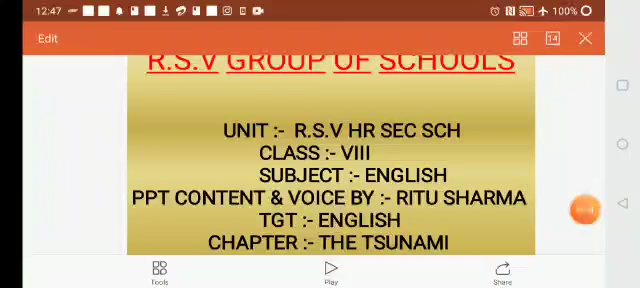 12:47
100%
Edit
14
R.S.V GROUP OF SCHOOLS
UNIT :- R.S.V HR SEC SCH
CLASS :- VIII
SUBJECT :- ENGLISH
PPT CONTENT & VOICE BY :- RITU SHARMA
TGT :- ENGLISH
CHAPTER :- THE TSUNAMI
Tools
Play
Share